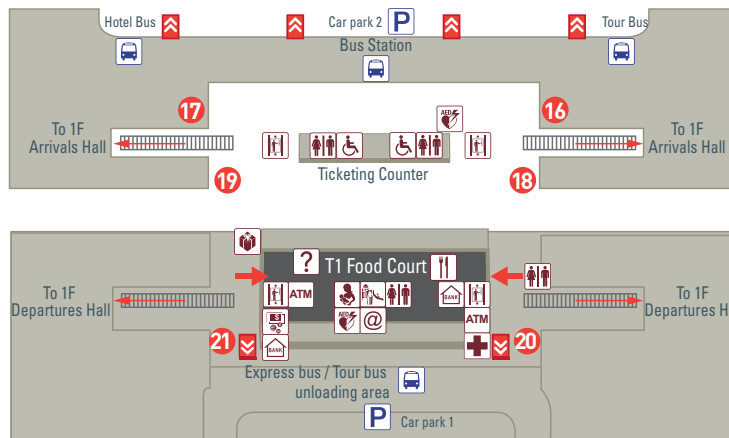 Hotel Bus
Car park 2
P
Tour Bus
Bus Station
17
16
AED
To 1F
Arrivals Hall
To 1F
Arrivals Hall
19
Ticketing Counter
18
?
T1 Food Court
To 1F
Departures Hall
ATM
BANK
To 1F
Departures H
$
AED
@
ATM
21
BANK
20
Express bus / Tour bus
unloading area
P
Car park 1